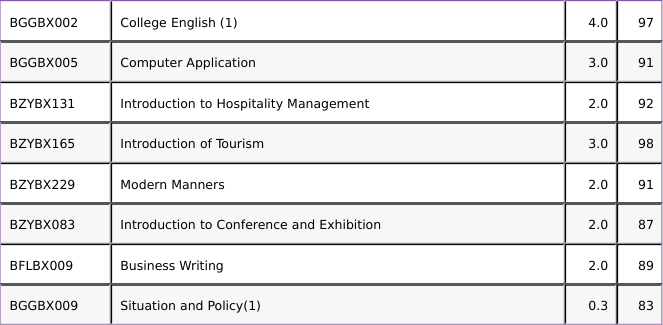 BGGBX002 College English (1) 4.0 97
BGGBX005 Computer Application 3.0 91
BZYBX131 Introduction to Hospitality Management 2.0 92
BZYBX165 Introduction of Tourism 3.0 98
BZYBX229 Modern Manners 2.0 91
BZYBX083 Introduction to Conference and Exhibition 2.0 87
BFLBX009 Business Writing 2.0 89
BGGBX009 Situation and Policy(1) 0.3 83